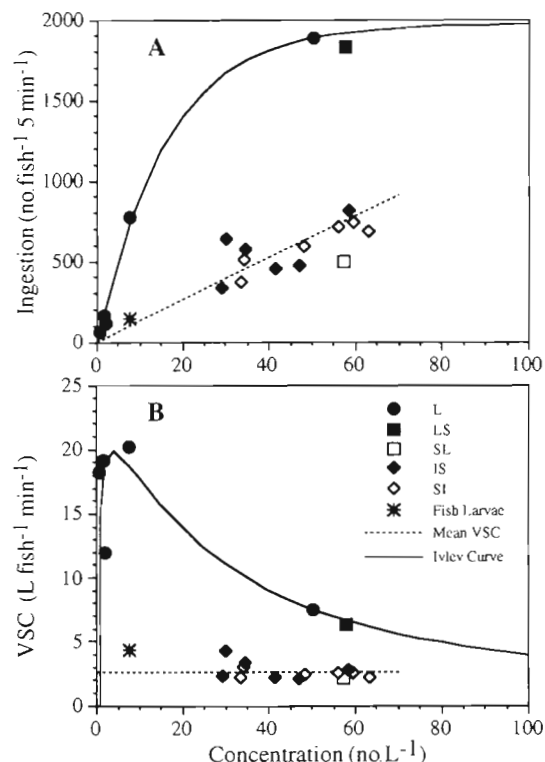 A
Ingestion (no.fish⁻¹ 5 min⁻¹)
2000
1500
1000
500
0
0 20 40 60 80 100
B
VSC (L fish⁻¹ min⁻¹)
25
20
15
10
5
0
L
LS
SL
IS
SI
Fish Larvae
Mean VSC
Ivlev Curve
0 20 40 60 80 100
Concentration (no.L⁻¹)